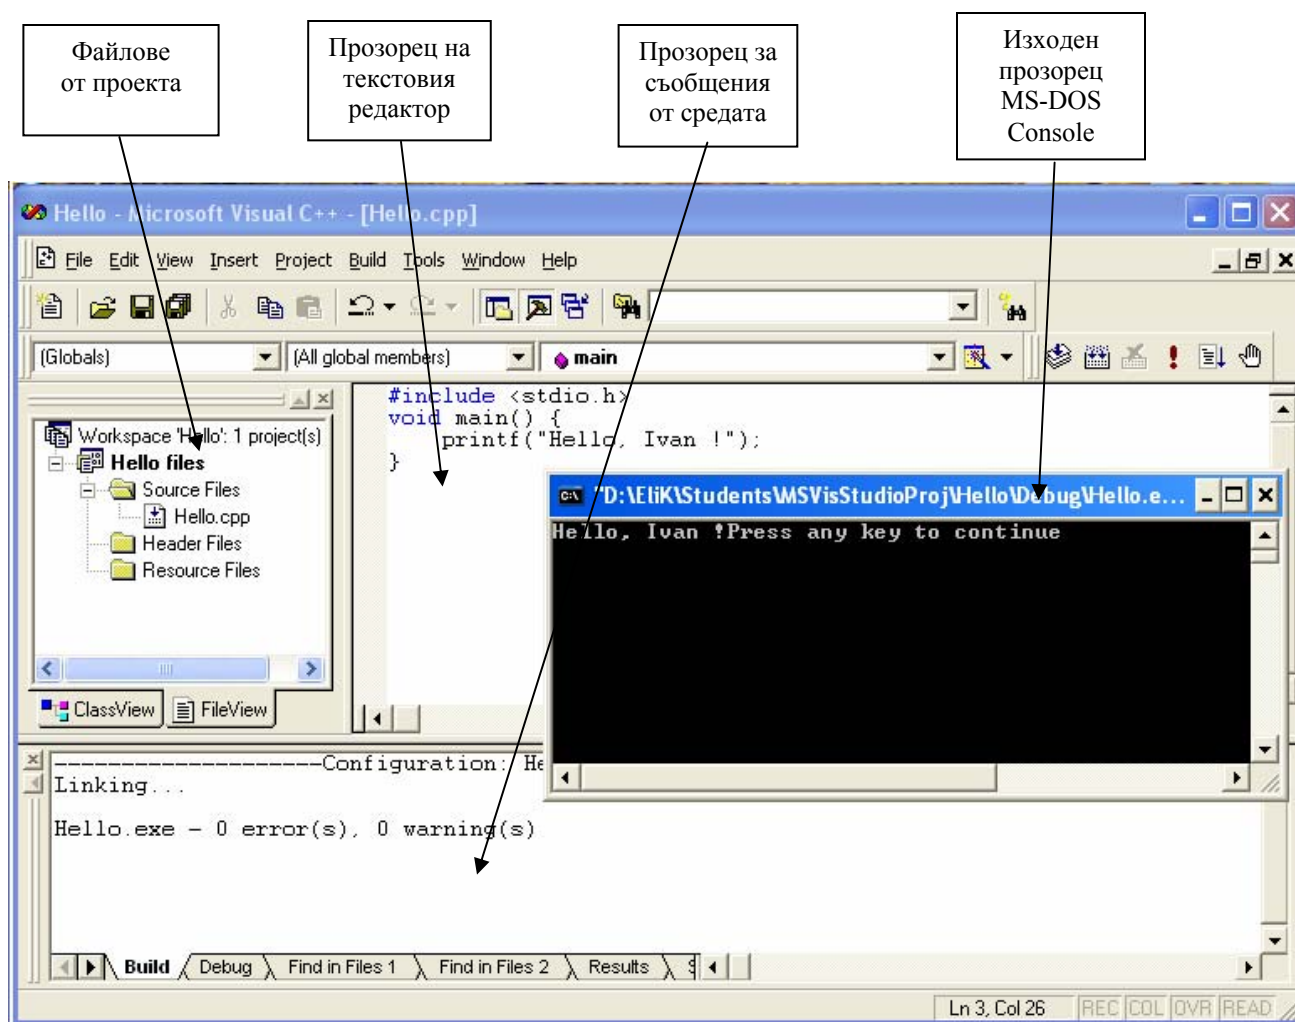 Файлове
от проекта
Прозорец на
текстовия
редактор
Прозорец за
съобщения
от средата
Изходен
прозорец
MS-DOS
Console
Hello - Microsoft Visual C++ - [Hello.cpp]
File Edit View Insert Project Build Tools Window Help
(Globals) (All global members) main
#include <stdio.h>
void main() {
printf("Hello, Ivan !");
}
Workspace 'Hello': 1 project(s)
Hello files
Source Files
Hello.cpp
Header Files
Resource Files
ClassView FileView
"D:\EliK\Students\MSVisStudioProj\Hello\Debug\Hello.e...
Hello, Ivan !Press any key to continue
--------------------Configuration: He
Linking...
Hello.exe - 0 error(s), 0 warning(s)
Build Debug Find in Files 1 Find in Files 2 Results
Ln 3, Col 26 REC COL OVR READ